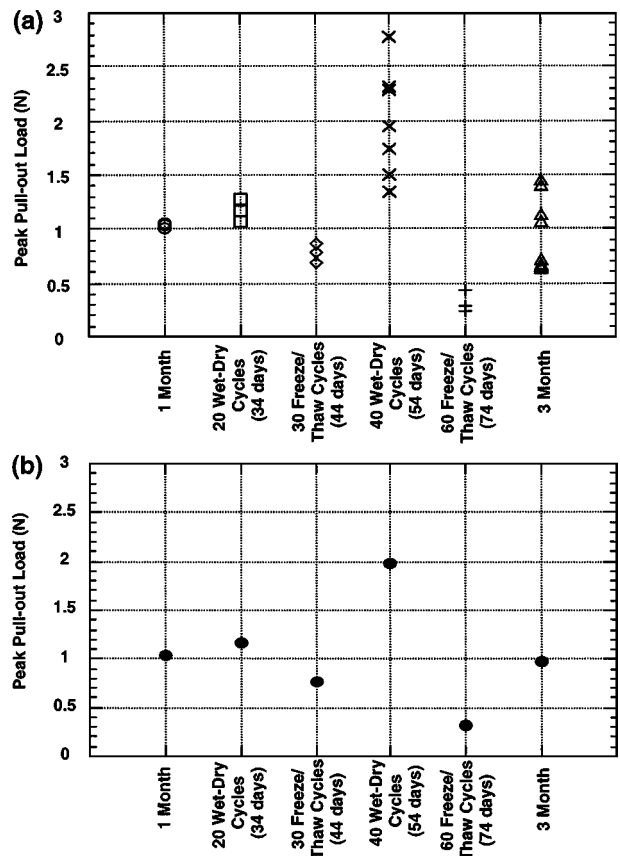 (a)
3
2.5
2
1.5
1
0.5
0
Peak Pull-out Load (N)
1 Month
20 Wet-Dry
Cycles
(34 days)
30 Freeze/
Thaw Cycles
(44 days)
40 Wet-Dry
Cycles
(54 days)
60 Freeze/
Thaw Cycles
(74 days)
3 Month
(b)
3
2.5
2
1.5
1
0.5
0
Peak Pull-out Load (N)
1 Month
20 Wet-Dry
Cycles
(34 days)
30 Freeze/
Thaw Cycles
(44 days)
40 Wet-Dry
Cycles
(54 days)
60 Freeze/
Thaw Cycles
(74 days)
3 Month